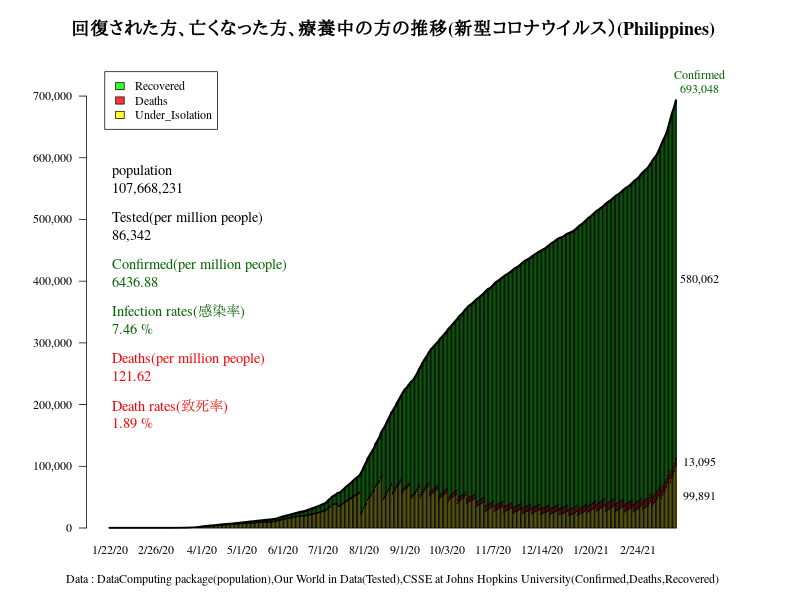 回復された方、亡くなった方、療養中の方の推移(新型コロナウイルス）(Philippines)
Confirmed
693,048
Recovered
Deaths
Under_Isolation
700,000
600,000
500,000
400,000
300,000
200,000
100,000
0
population
107,668,231
Tested(per million people)
86,342
Confirmed(per million people)
6436.88
Infection rates(感染率)
7.46 %
Deaths(per million people)
121.62
Death rates(致死率)
1.89 %
580,062
13,095
99,891
1/22/20 2/26/20 4/1/20 5/1/20 6/1/20 7/1/20 8/1/20 9/1/20 10/3/20 11/7/20 12/14/20 1/20/21 2/24/21
Data : DataComputing package(population),Our World in Data(Tested),CSSE at Johns Hopkins University(Confirmed,Deaths,Recovered)